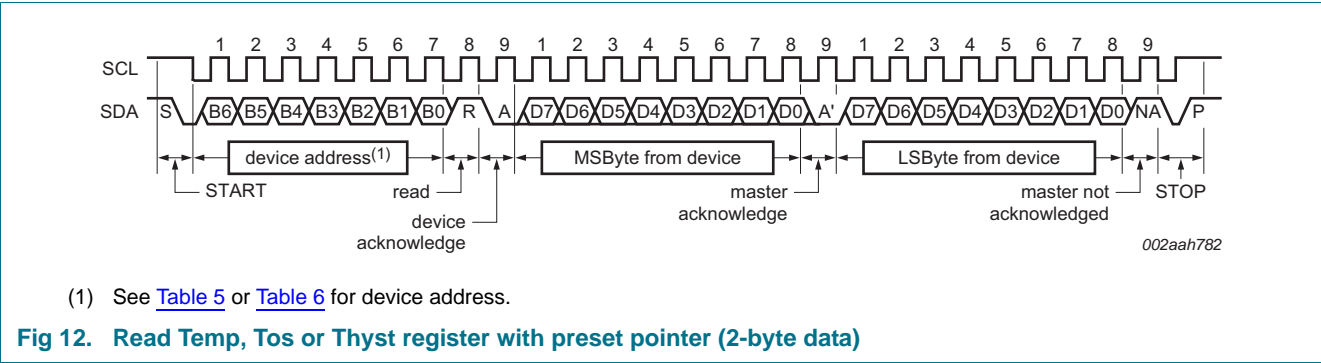 1 2 3 4 5 6 7 8 9 1 2 3 4 5 6 7 8 9 1 2 3 4 5 6 7 8 9
SCL
SDA S B6 B5 B4 B3 B2 B1 B0 R A D7 D6 D5 D4 D3 D2 D1 D0 A' D7 D6 D5 D4 D3 D2 D1 D0 NA P
device address(1) MSByte from device LSByte from device
START read master master not STOP
device acknowledge acknowledged
acknowledge
002aah782
(1) See Table 5 or Table 6 for device address.
Fig 12. Read Temp, Tos or Thyst register with preset pointer (2-byte data)